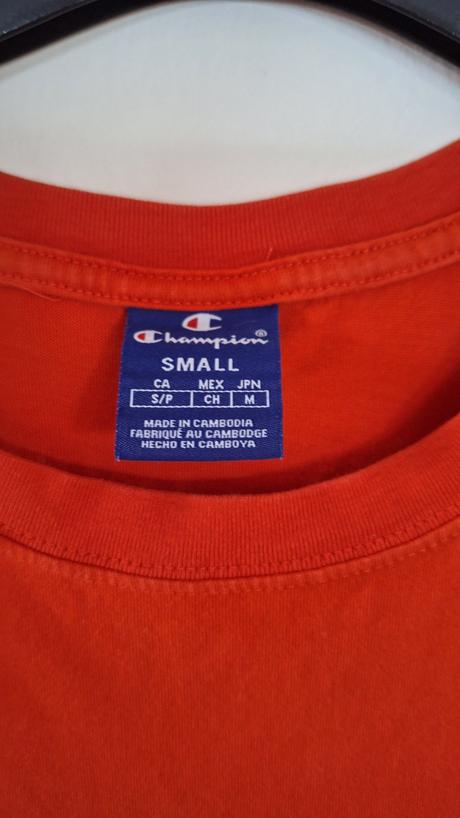 Champion®
SMALL
CA MEX JPN
S/P CH M
MADE IN CAMBODIA
FABRIQUÉ AU CAMBODGE
HECHO EN CAMBOYA